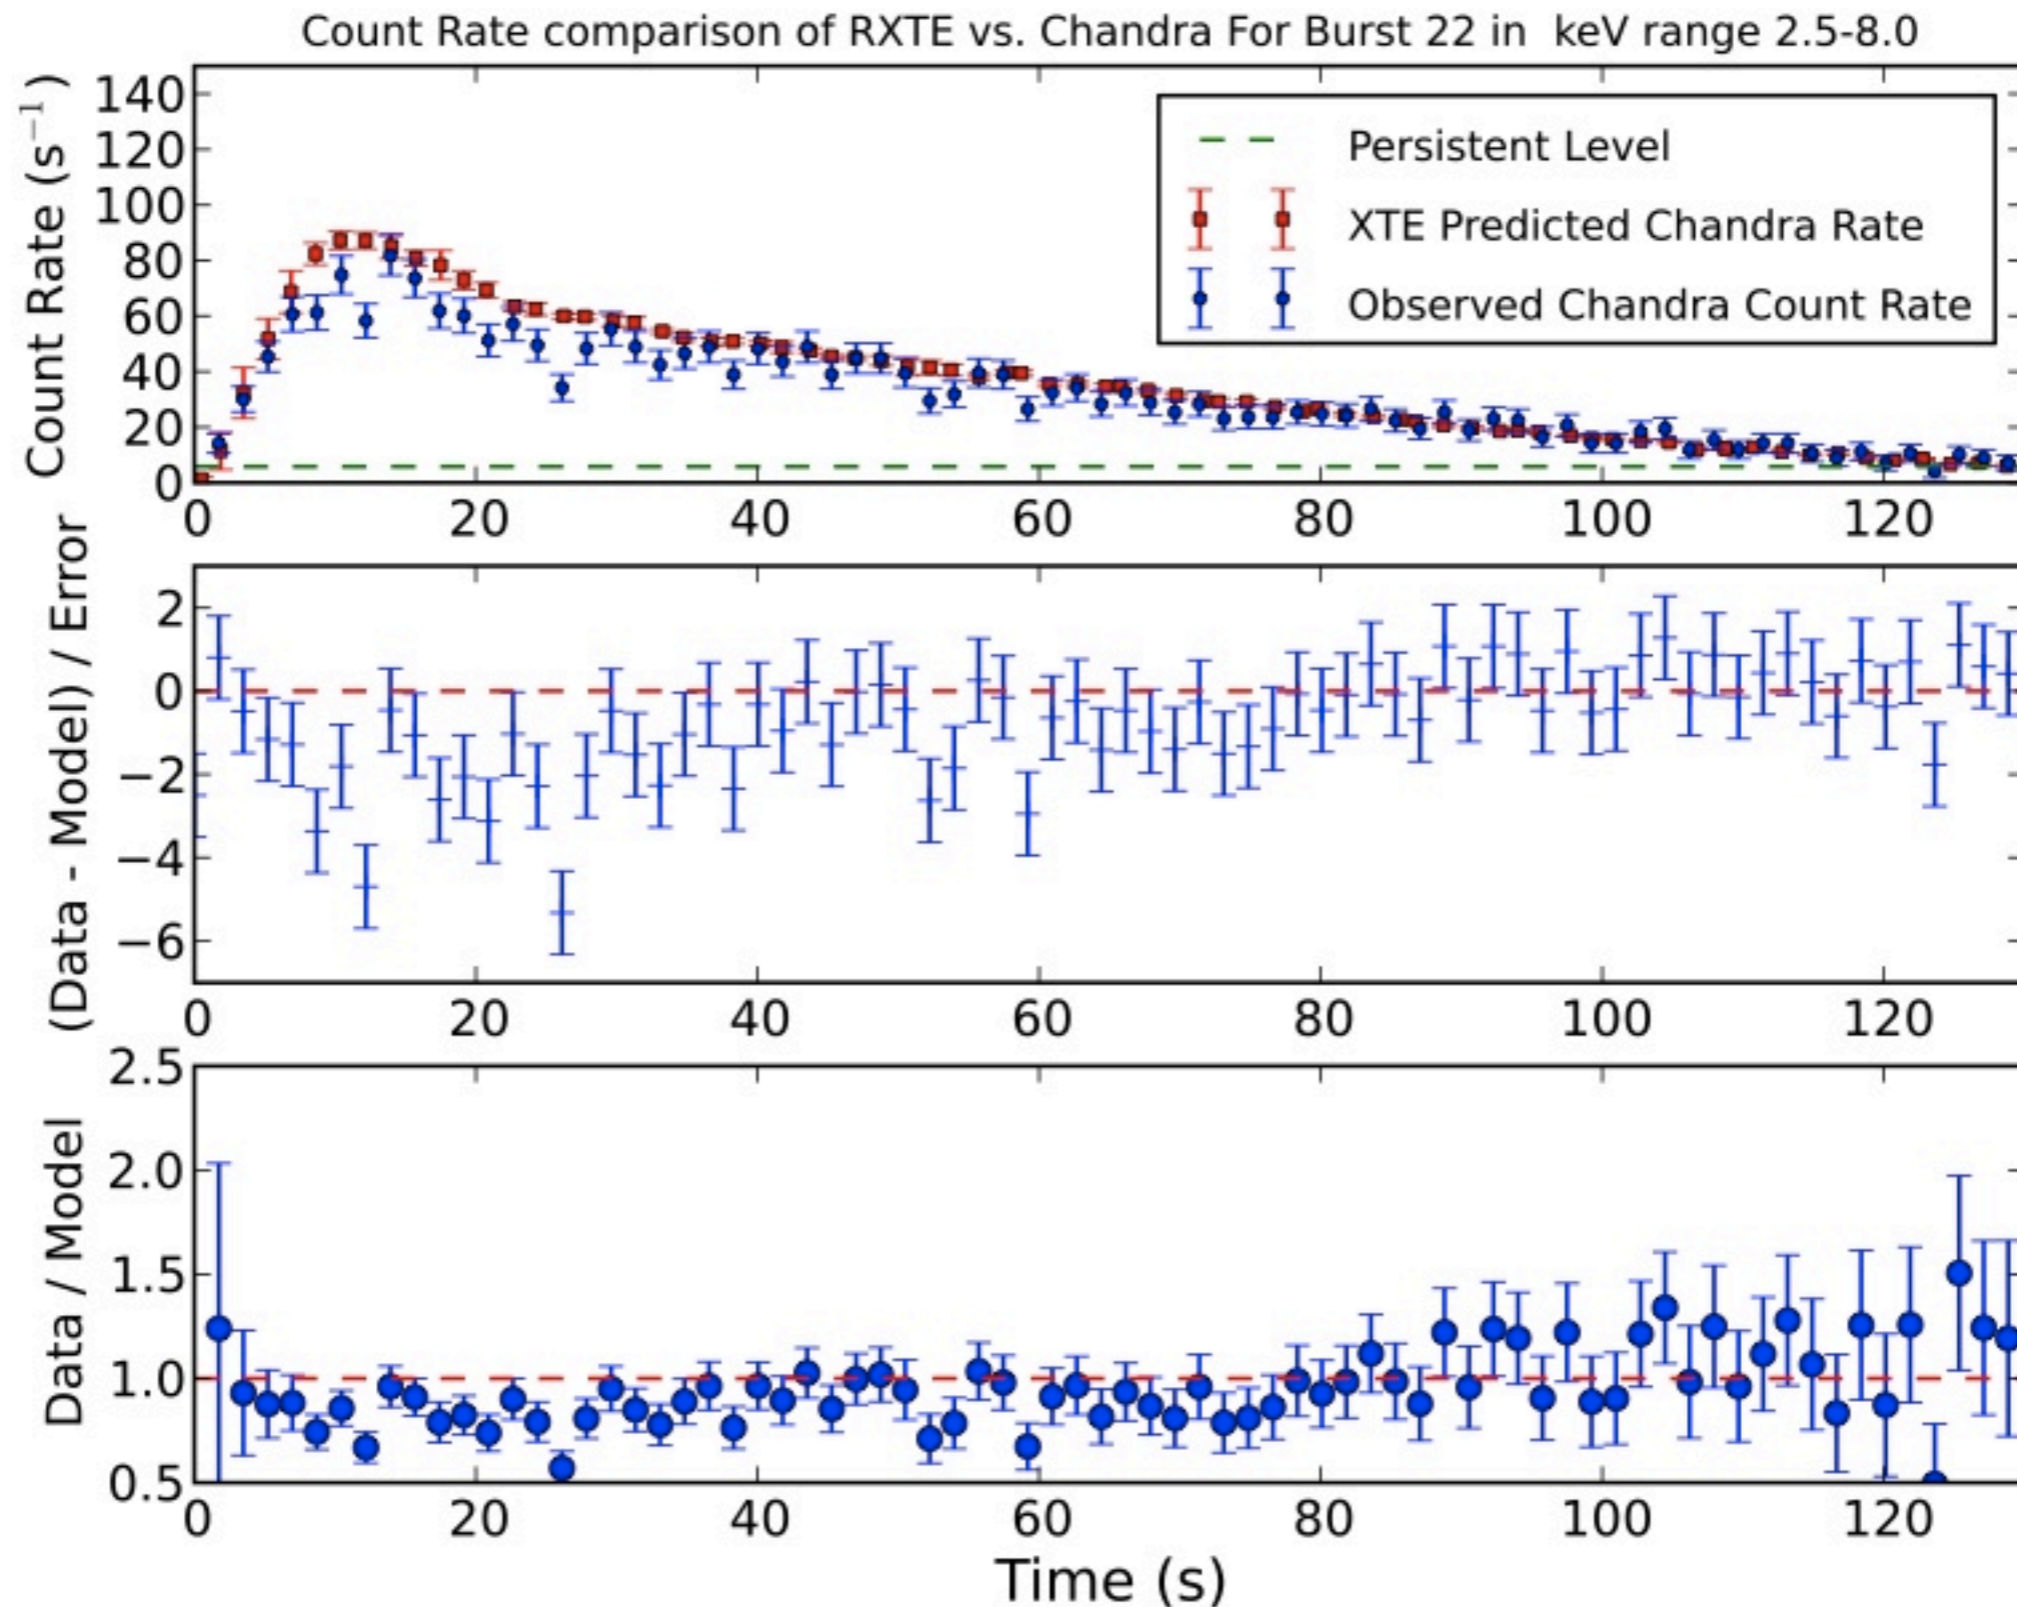 Count Rate comparison of RXTE vs. Chandra For Burst 22 in  keV range 2.5-8.0
Count Rate (s⁻¹)
140
120
100
80
60
40
20
0
Persistent Level
XTE Predicted Chandra Rate
Observed Chandra Count Rate
0 20 40 60 80 100 120
(Data - Model) / Error
2
0
−2
−4
−6
0 20 40 60 80 100 120
Data / Model
2.5
2.0
1.5
1.0
0.5
0 20 40 60 80 100 120
Time (s)